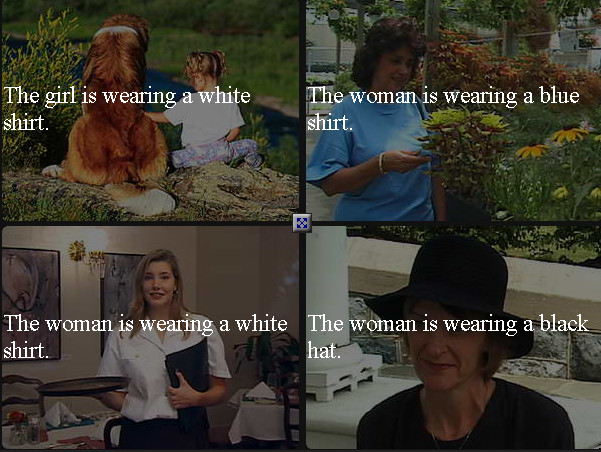 The girl is wearing a white
shirt.
The woman is wearing a blue
shirt.
The woman is wearing a white
shirt.
The woman is wearing a black
hat.